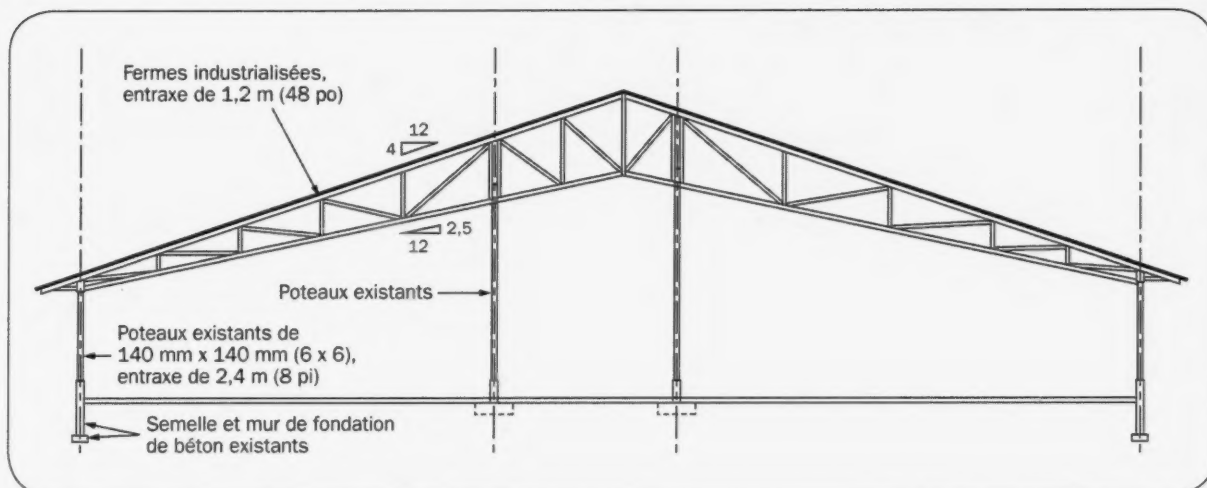 Fermes industrialisées,
entraxe de 1,2 m (48 po)
12
4
2,5
12
Poteaux existants
Poteaux existants de
140 mm x 140 mm (6 x 6),
entraxe de 2,4 m (8 pi)
Semelle et mur de fondation
de béton existants